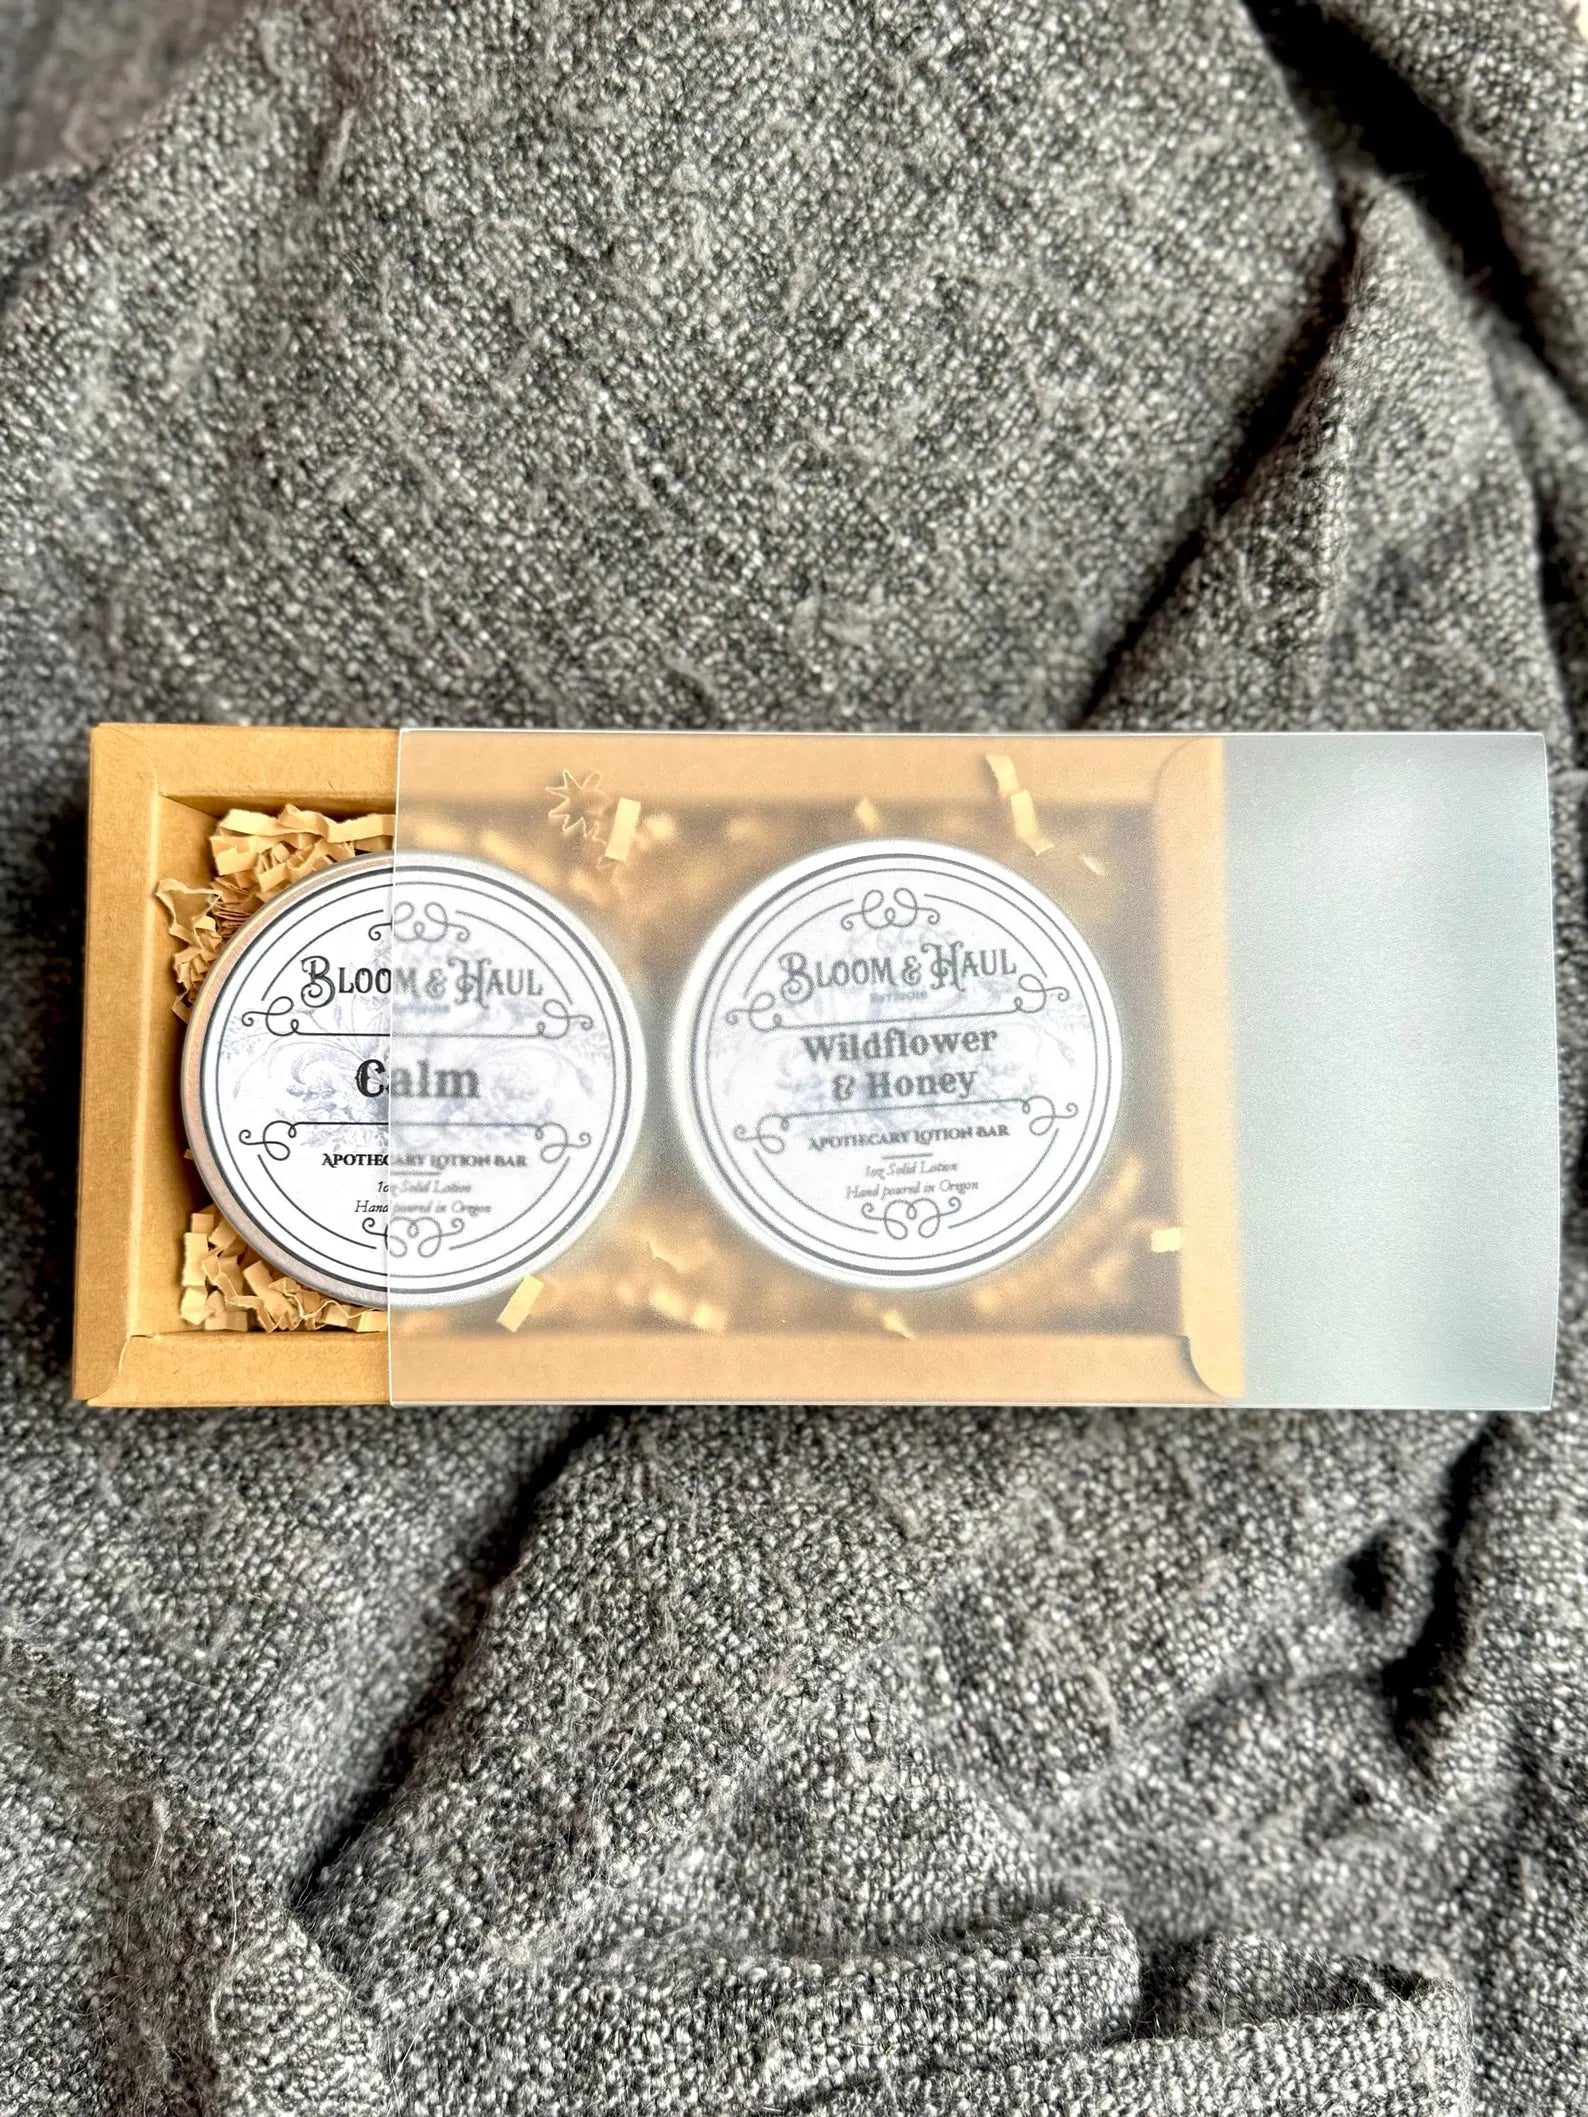 Bloom & Haul
Calm
Apothecary Lotion Bar
1oz Solid Lotion
Hand poured in Oregon
Bloom & Haul
Wildflower
& Honey
Apothecary Lotion Bar
1oz Solid Lotion
Hand poured in Oregon